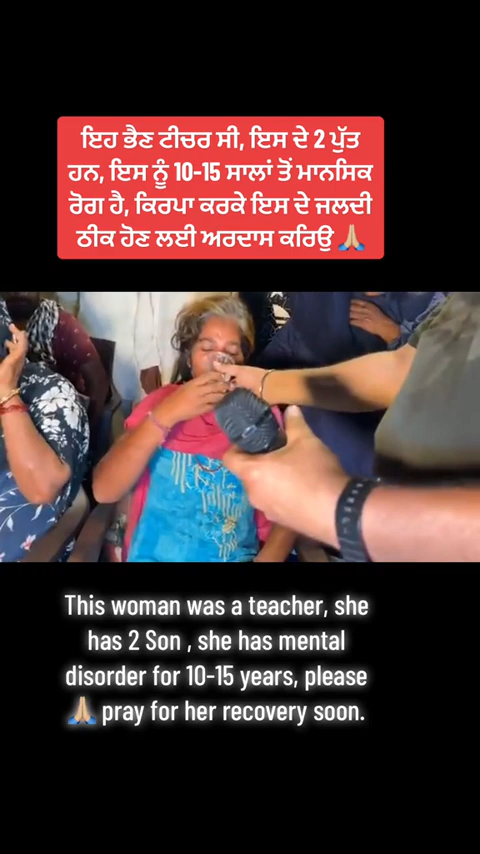 ਇਹ ਭੈਣ ਟੀਚਰ ਸੀ, ਇਸ ਦੇ 2 ਪੁੱਤ
ਹਨ, ਇਸ ਨੂੰ 10-15 ਸਾਲਾਂ ਤੋਂ ਮਾਨਸਿਕ
ਰੋਗ ਹੈ, ਕਿਰਪਾ ਕਰਕੇ ਇਸ ਦੇ ਜਲਦੀ
ਠੀਕ ਹੋਣ ਲਈ ਅਰਦਾਸ ਕਰਿਉ 🙏🏼
This woman was a teacher, she
has 2 Son , she has mental
disorder for 10-15 years, please
🙏🏼 pray for her recovery soon.